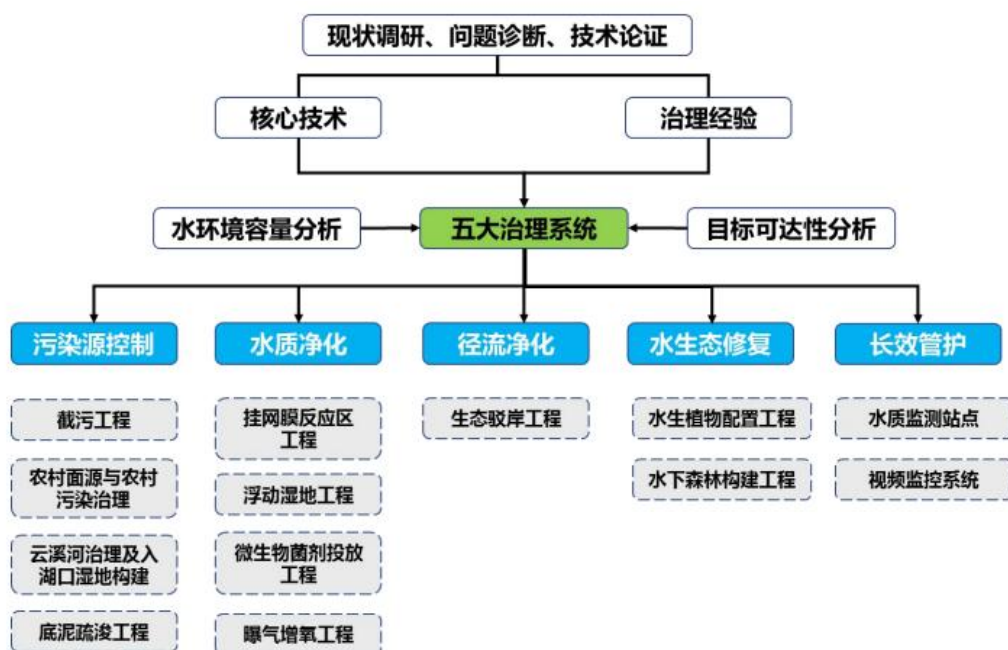 现状调研、问题诊断、技术论证
核心技术
治理经验
水环境容量分析
五大治理系统
目标可达性分析
污染源控制
水质净化
径流净化
水生态修复
长效管护
截污工程
挂网膜反应区
工程
生态驳岸工程
水生植物配置工程
水质监测站点
农村面源与农村
污染治理
浮动湿地工程
水下森林构建工程
视频监控系统
云溪河治理及入
湖口湿地构建
微生物菌剂投放
工程
底泥疏浚工程
曝气增氧工程